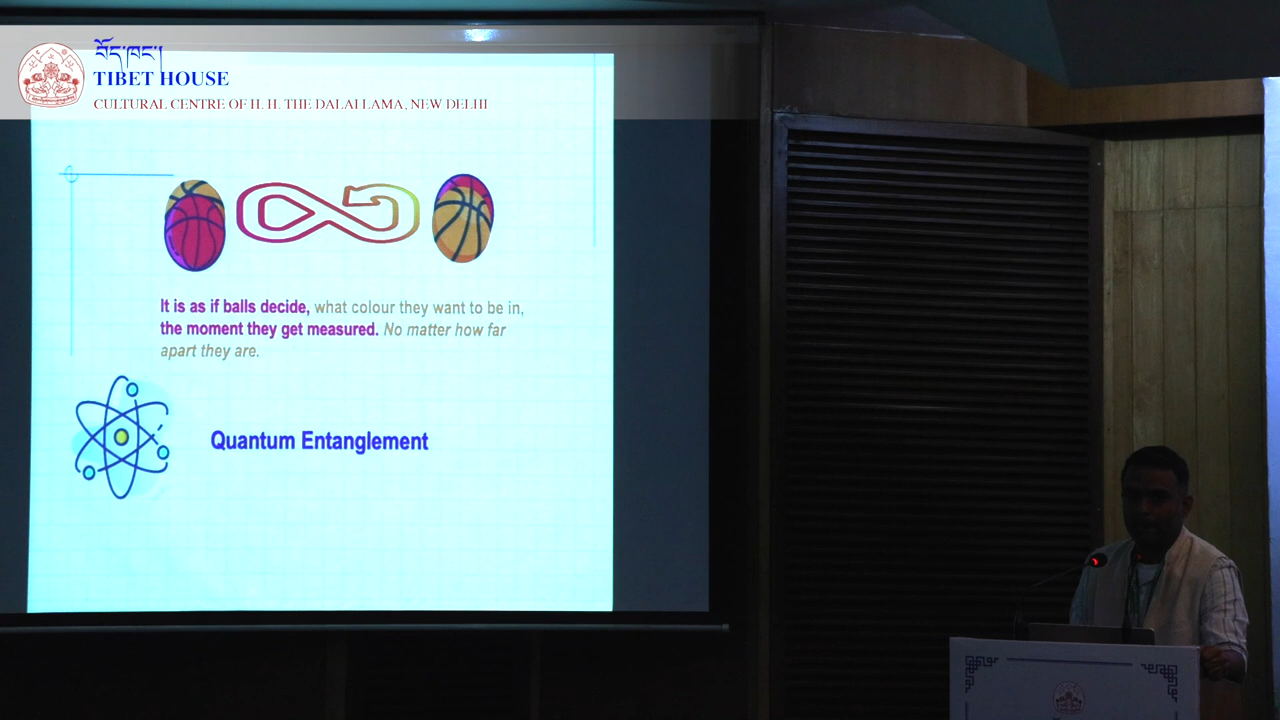 བོད་ཁང་།
TIBET HOUSE
CULTURAL CENTRE OF H. H. THE DALAI LAMA, NEW DELHI
It is as if balls decide, what colour they want to be in,
the moment they get measured. No matter how far
apart they are.
Quantum Entanglement